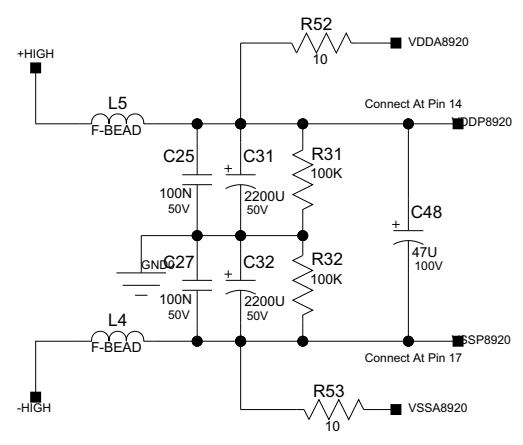 R52
10
VDDA8920
+HIGH
L5
F-BEAD
Connect At Pin 14
VDDP8920
C25
100N
50V
C31
+
2200U
50V
R31
100K
C48
+
47U
100V
GND0
C27
100N
50V
C32
+
2200U
50V
R32
100K
L4
F-BEAD
VSSP8920
Connect At Pin 17
-HIGH
R53
10
VSSA8920